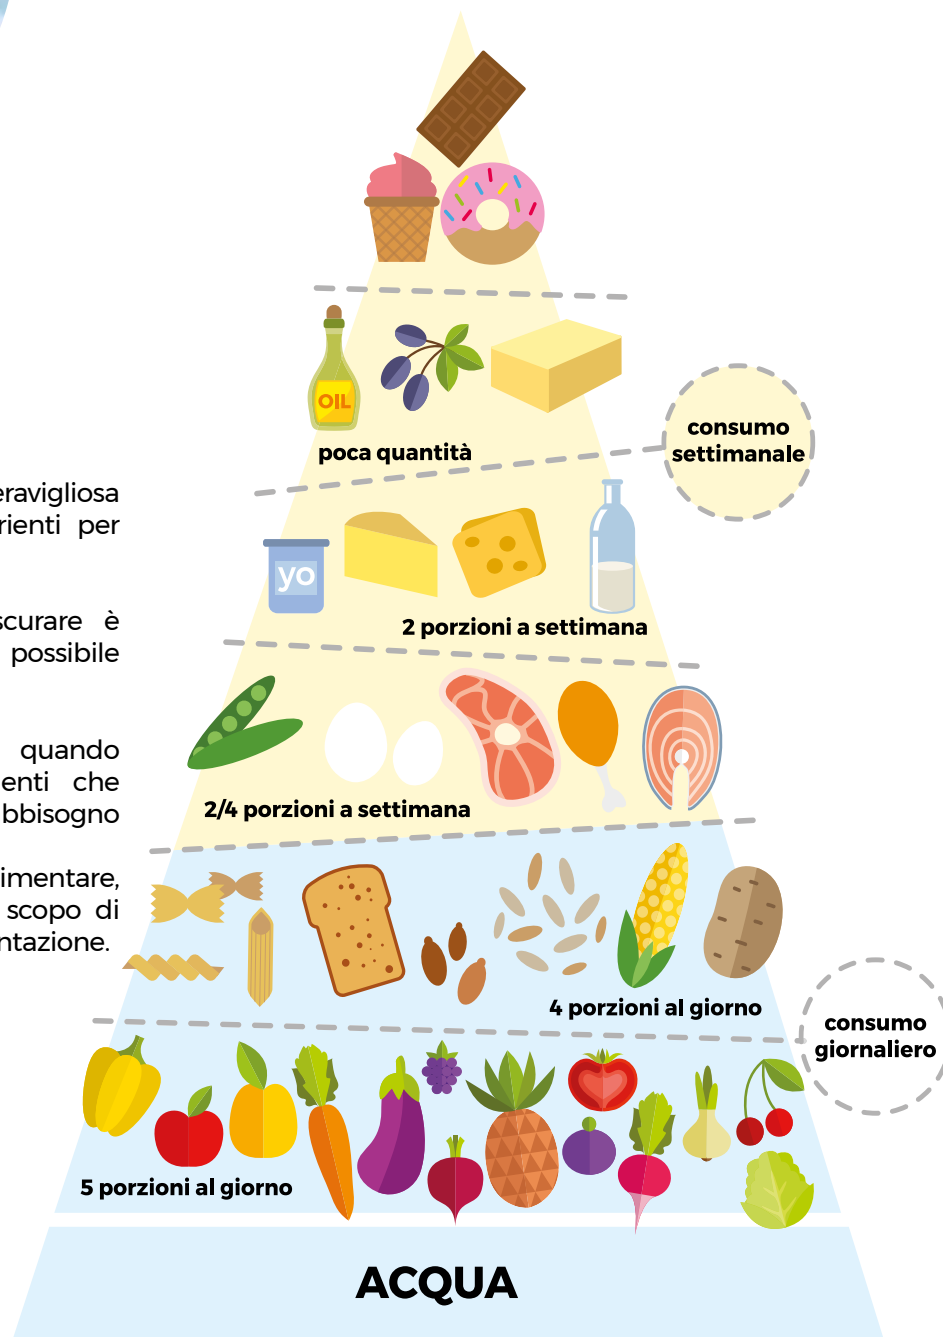 OIL
poca quantità
consumo
settimanale
eravigliosa
rienti per
yo
scurare è
possibile
2 porzioni a settimana
quando
enti che
bbisogno
2/4 porzioni a settimana
imentare,
scopo di
ntazione.
4 porzioni al giorno
consumo
giornaliero
5 porzioni al giorno
ACQUA